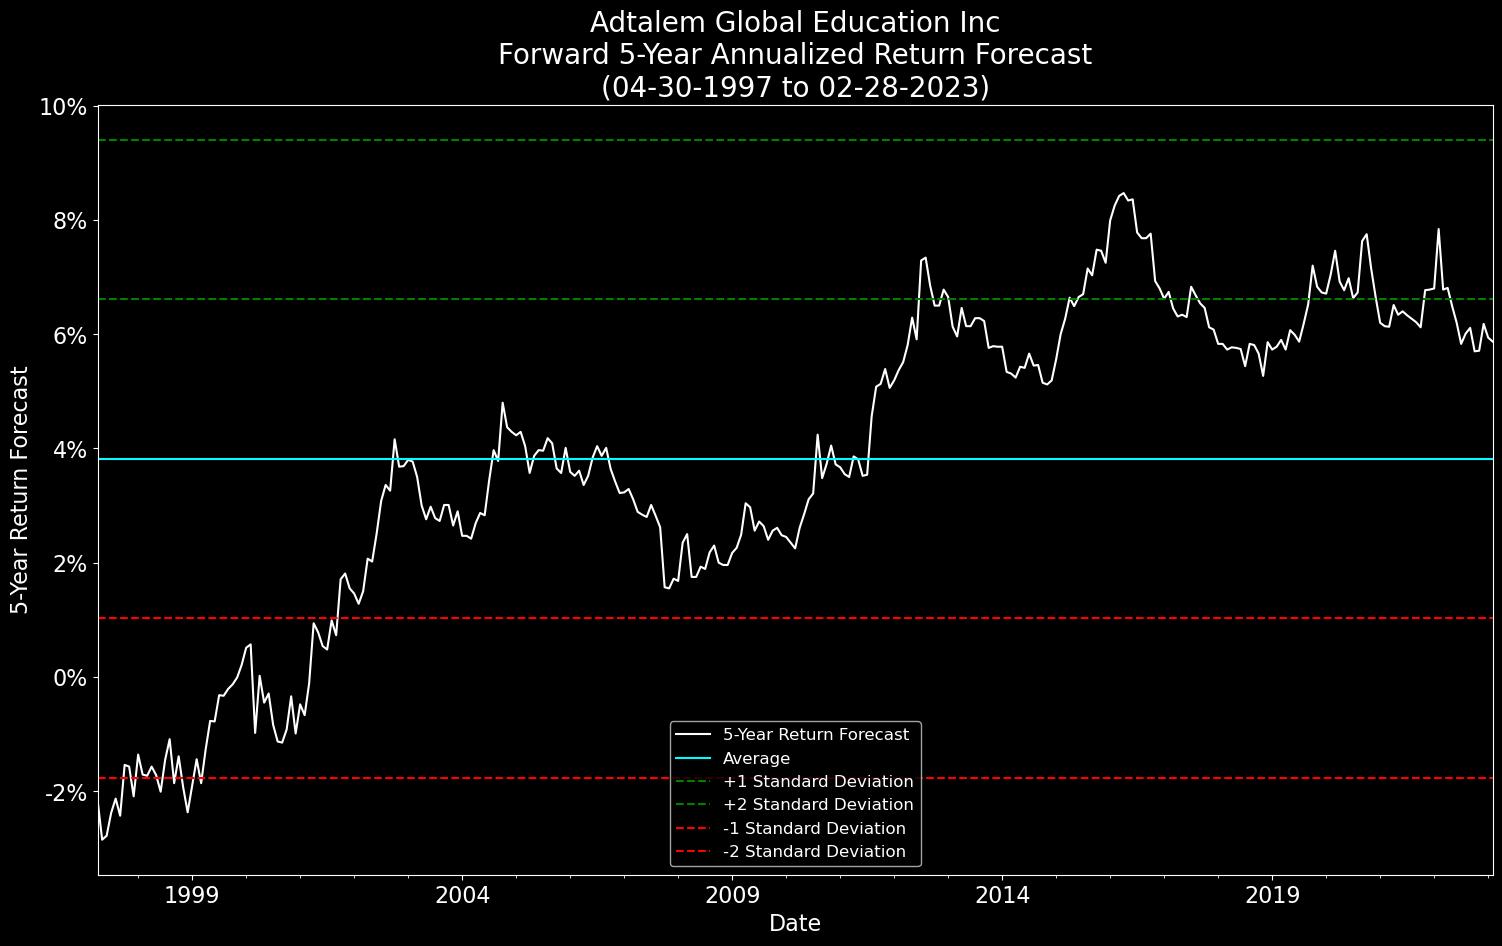 Adtalem Global Education Inc
Forward 5-Year Annualized Return Forecast
(04-30-1997 to 02-28-2023)
10%
8%
6%
4%
2%
0%
-2%
5-Year Return Forecast
5-Year Return Forecast
Average
+1 Standard Deviation
+2 Standard Deviation
-1 Standard Deviation
-2 Standard Deviation
1999 2004 2009 2014 2019
Date